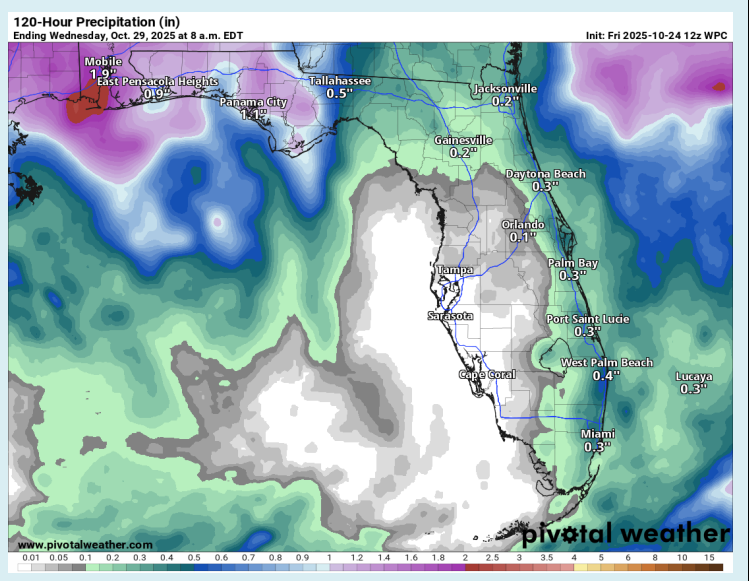 120-Hour Precipitation (in)
Ending Wednesday, Oct. 29, 2025 at 8 a.m. EDT
Init: Fri 2025-10-24 12z WPC
Mobile
1.9"
East Pensacola Heights
0.9"
Tallahassee
0.5"
Panama City
1.1"
Jacksonville
0.2"
Gainesville
0.2"
Daytona Beach
0.3"
Orlando
0.1"
Tampa
Palm Bay
0.3"
Sarasota
Port Saint Lucie
0.3"
West Palm Beach
0.4"
Cape Coral
Lucaya
0.3"
Miami
0.3"
www.pivotalweather.com
pivotal weather
0.01 0.05 0.1 0.2 0.3 0.4 0.5 0.6 0.7 0.8 0.9 1 1.2 1.4 1.6 1.8 2 2.5 3 3.5 4 5 6 8 10 15